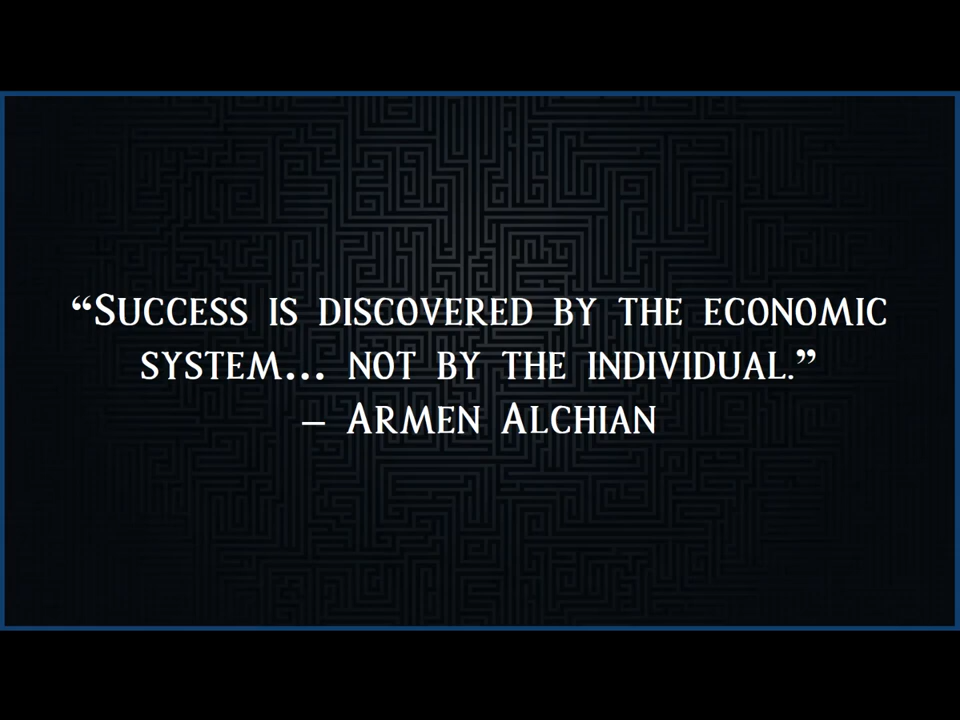 “Success is discovered by the economic
system... not by the individual.”
– Armen Alchian